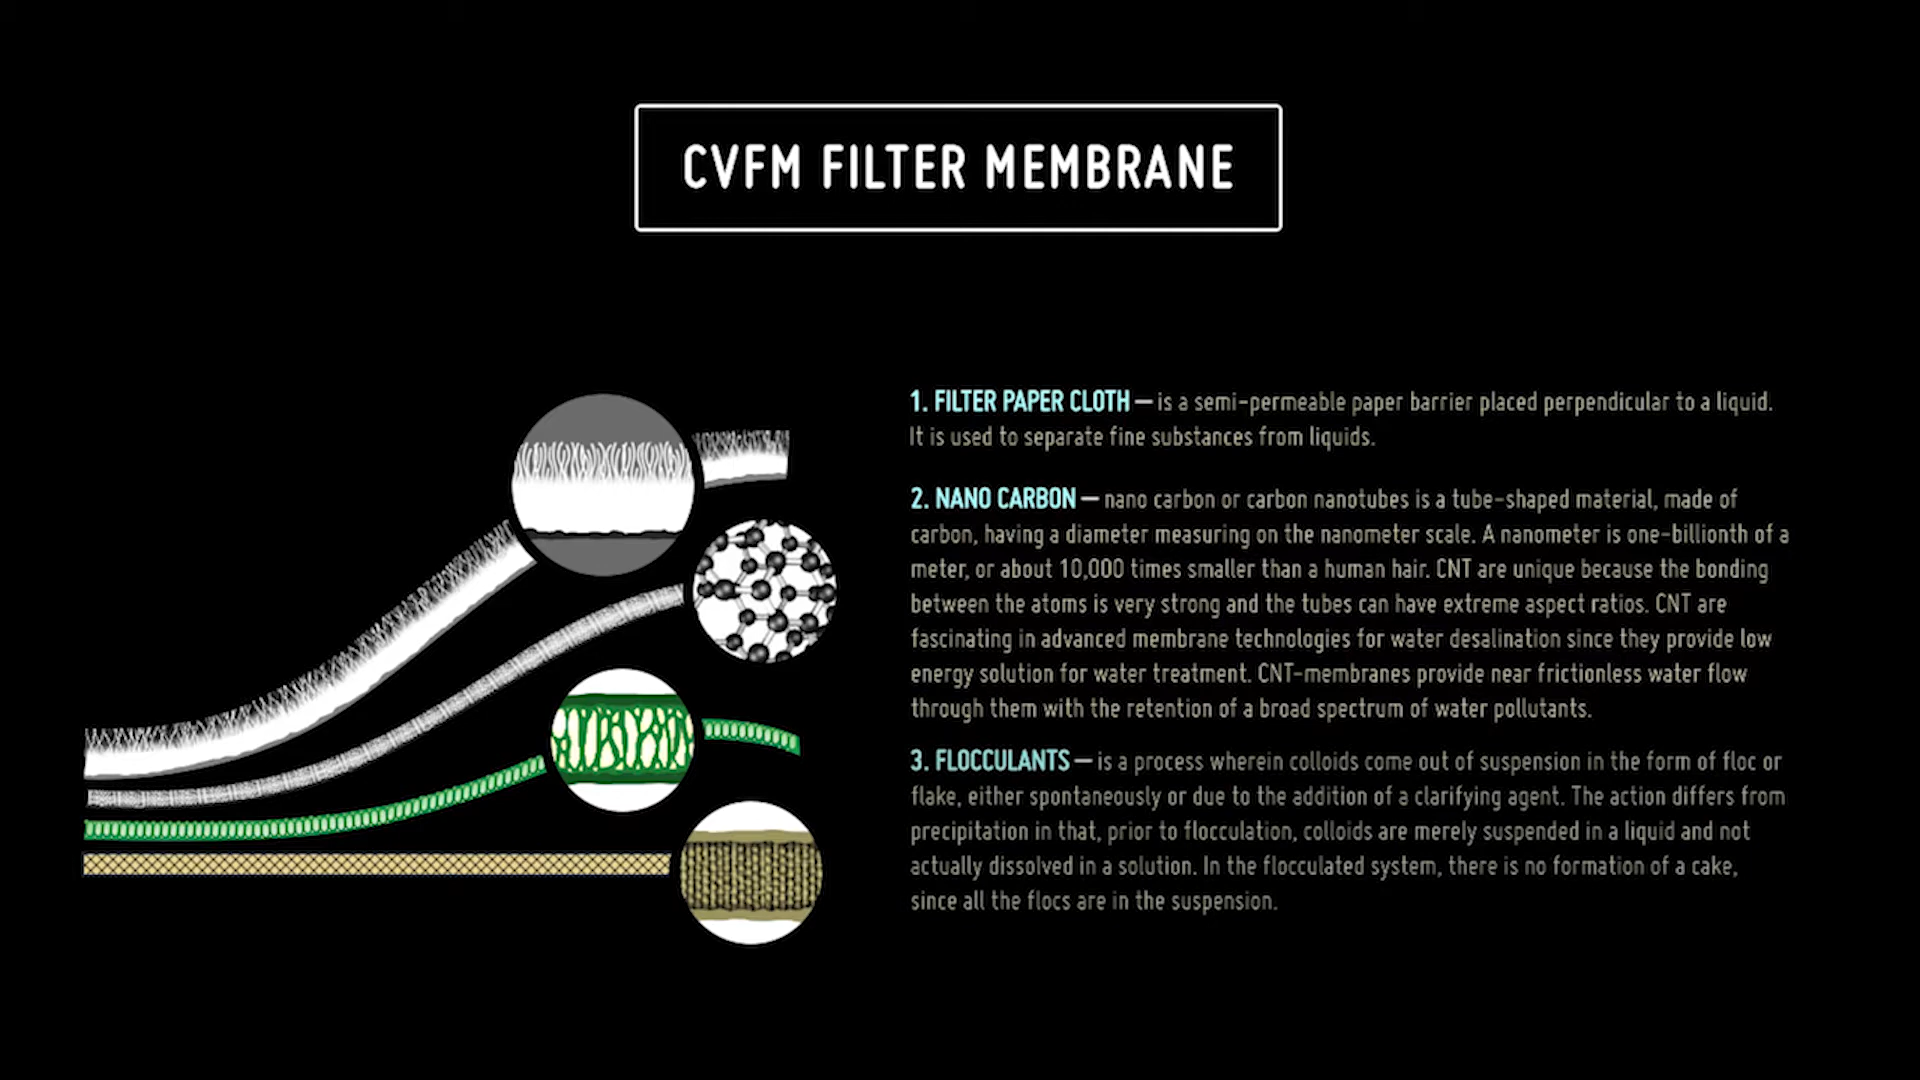 CVFM FILTER MEMBRANE
1. FILTER PAPER CLOTH – is a semi-permeable paper barrier placed perpendicular to a liquid.
It is used to separate fine substances from liquids.
2. NANO CARBON – nano carbon or carbon nanotubes is a tube-shaped material, made of
carbon, having a diameter measuring on the nanometer scale. A nanometer is one-billionth of a
meter, or about 10,000 times smaller than a human hair. CNT are unique because the bonding
between the atoms is very strong and the tubes can have extreme aspect ratios. CNT are
fascinating in advanced membrane technologies for water desalination since they provide low
energy solution for water treatment. CNT-membranes provide near frictionless water flow
through them with the retention of a broad spectrum of water pollutants.
3. FLOCCULANTS – is a process wherein colloids come out of suspension in the form of floc or
flake, either spontaneously or due to the addition of a clarifying agent. The action differs from
precipitation in that, prior to flocculation, colloids are merely suspended in a liquid and not
actually dissolved in a solution. In the flocculated system, there is no formation of a cake,
since all the flocs are in the suspension.